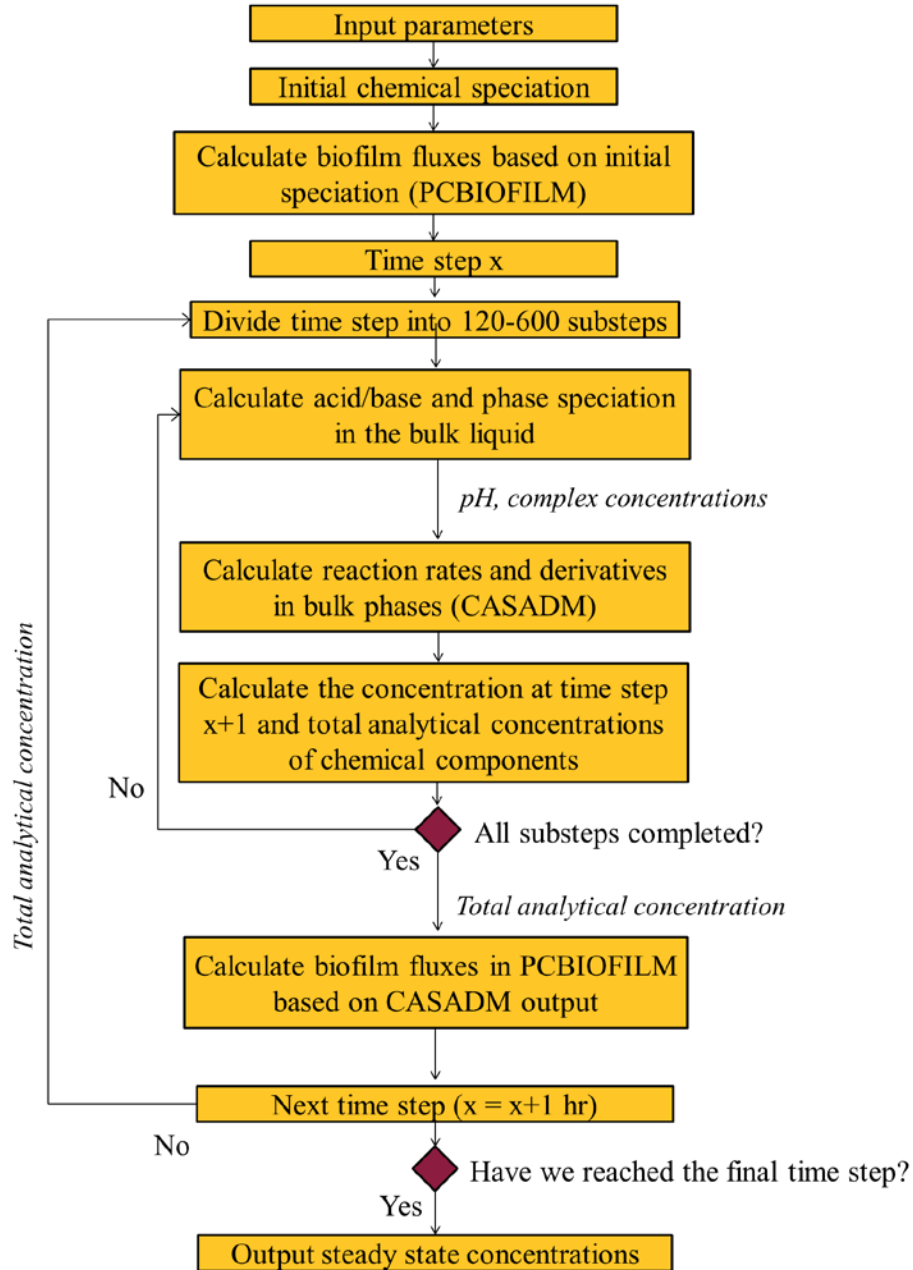 Input parameters
Initial chemical speciation
Calculate biofilm fluxes based on initial
speciation (PCBIOFILM)
Time step x
Divide time step into 120-600 substeps
Calculate acid/base and phase speciation
in the bulk liquid
pH, complex concentrations
Calculate reaction rates and derivatives
in bulk phases (CASADM)
Calculate the concentration at time step
x+1 and total analytical concentrations
of chemical components
No
All substeps completed?
Yes
Total analytical concentration
Total analytical concentration
Calculate biofilm fluxes in PCBIOFILM
based on CASADM output
Next time step (x = x+1 hr)
No
Have we reached the final time step?
Yes
Output steady state concentrations